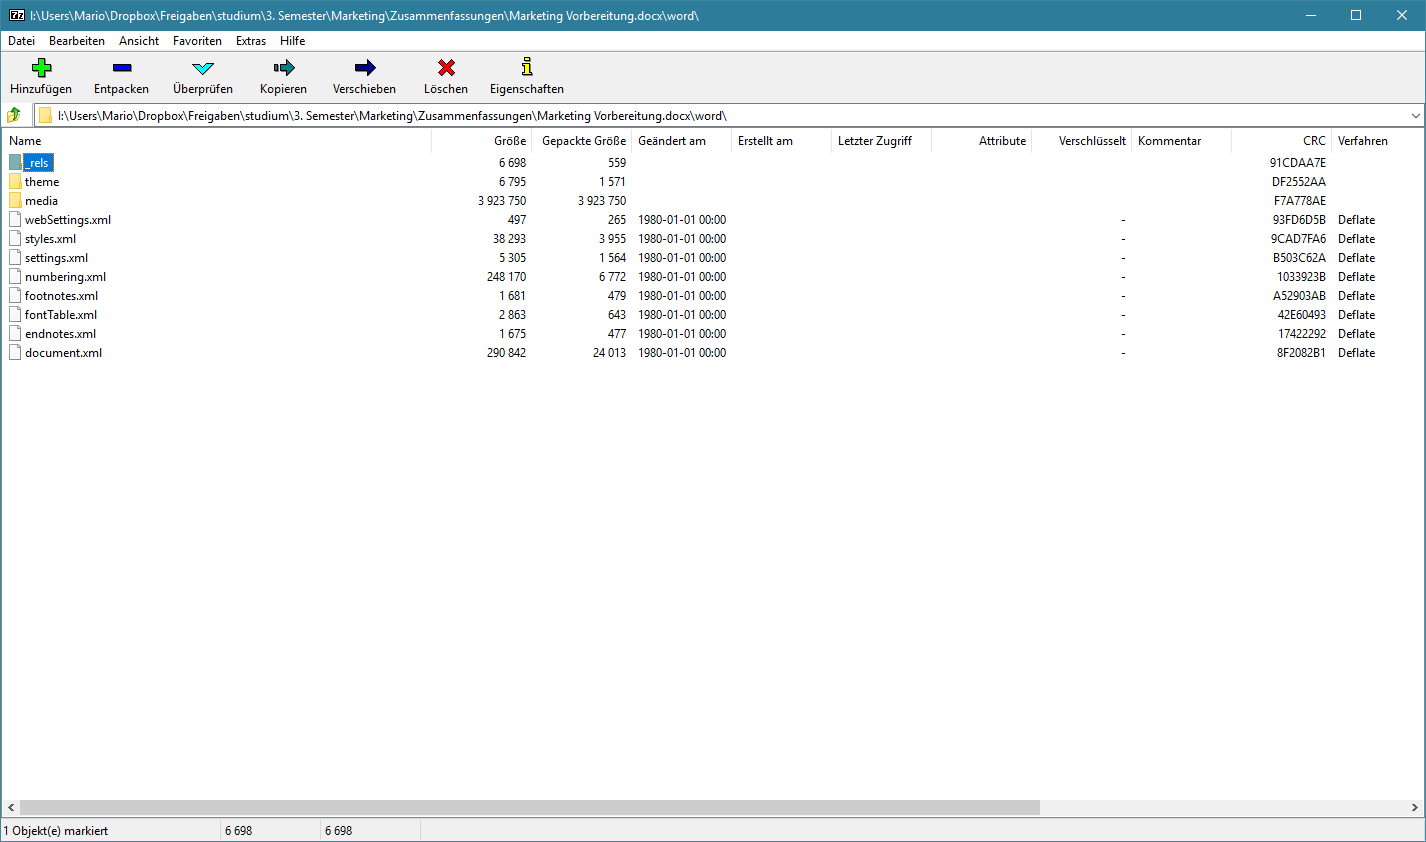 I:\Users\Mario\Dropbox\Freigaben\studium\3. Semester\Marketing\Zusammenfassungen\Marketing Vorbereitung.docx\word\
Datei Bearbeiten Ansicht Favoriten Extras Hilfe
Hinzufügen Entpacken Überprüfen Kopieren Verschieben Löschen Eigenschaften
I:\Users\Mario\Dropbox\Freigaben\studium\3. Semester\Marketing\Zusammenfassungen\Marketing Vorbereitung.docx\word\
Name Größe Gepackte Größe Geändert am Erstellt am Letzter Zugriff Attribute Verschlüsselt Kommentar CRC Verfahren
_rels 6 698 559 91CDAA7E
theme 6 795 1 571 DF2552AA
media 3 923 750 3 923 750 F7A778AE
webSettings.xml 497 265 1980-01-01 00:00 - 93FD6D5B Deflate
styles.xml 38 293 3 955 1980-01-01 00:00 - 9CAD7FA6 Deflate
settings.xml 5 305 1 564 1980-01-01 00:00 - B503C62A Deflate
numbering.xml 248 170 6 772 1980-01-01 00:00 - 1033923B Deflate
footnotes.xml 1 681 479 1980-01-01 00:00 - A52903AB Deflate
fontTable.xml 2 863 643 1980-01-01 00:00 - 42E60493 Deflate
endnotes.xml 1 675 477 1980-01-01 00:00 - 17422292 Deflate
document.xml 290 842 24 013 1980-01-01 00:00 - 8F2082B1 Deflate
1 Objekt(e) markiert 6 698 6 698